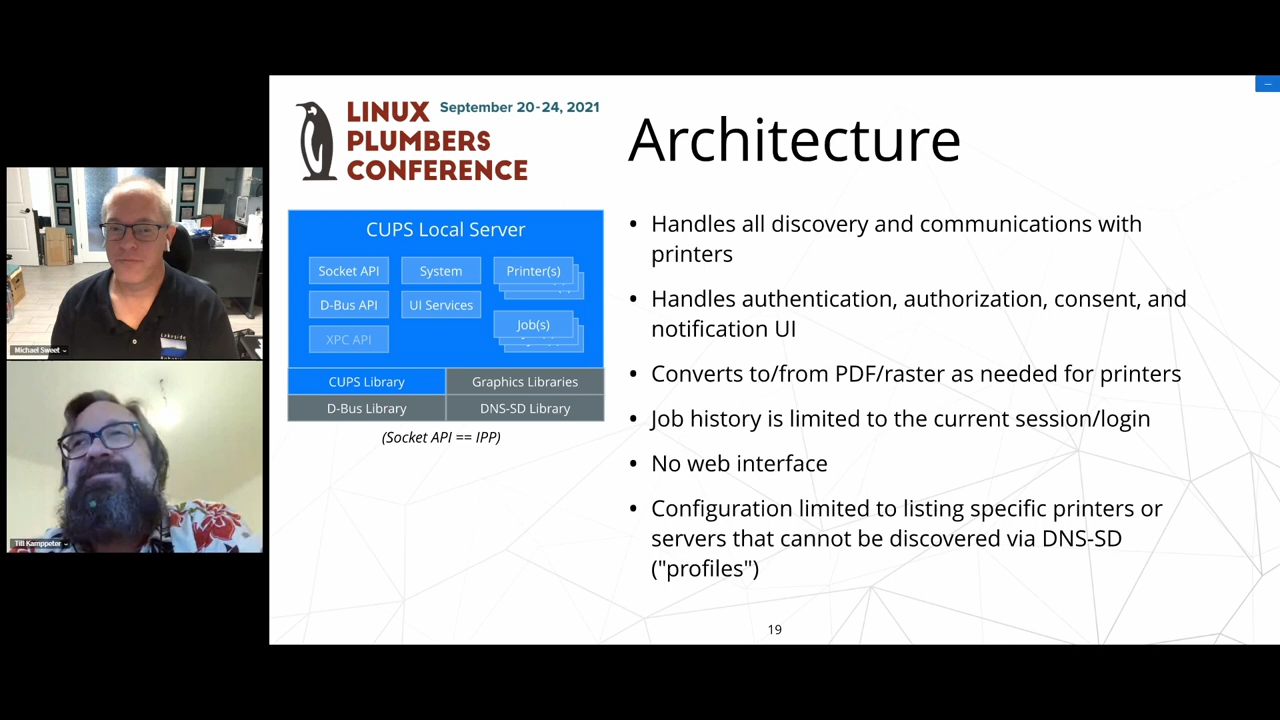 LINUX September 20-24, 2021
PLUMBERS
CONFERENCE
Architecture
CUPS Local Server
Socket API
System
Printer(s)
D-Bus API
UI Services
Job(s)
XPC API
CUPS Library
Graphics Libraries
D-Bus Library
DNS-SD Library
(Socket API == IPP)
• Handles all discovery and communications with
printers
• Handles authentication, authorization, consent, and
notification UI
• Converts to/from PDF/raster as needed for printers
• Job history is limited to the current session/login
• No web interface
• Configuration limited to listing specific printers or
servers that cannot be discovered via DNS-SD
("profiles")
19
Michael Sweet
Lakeside
Till Kamppeter